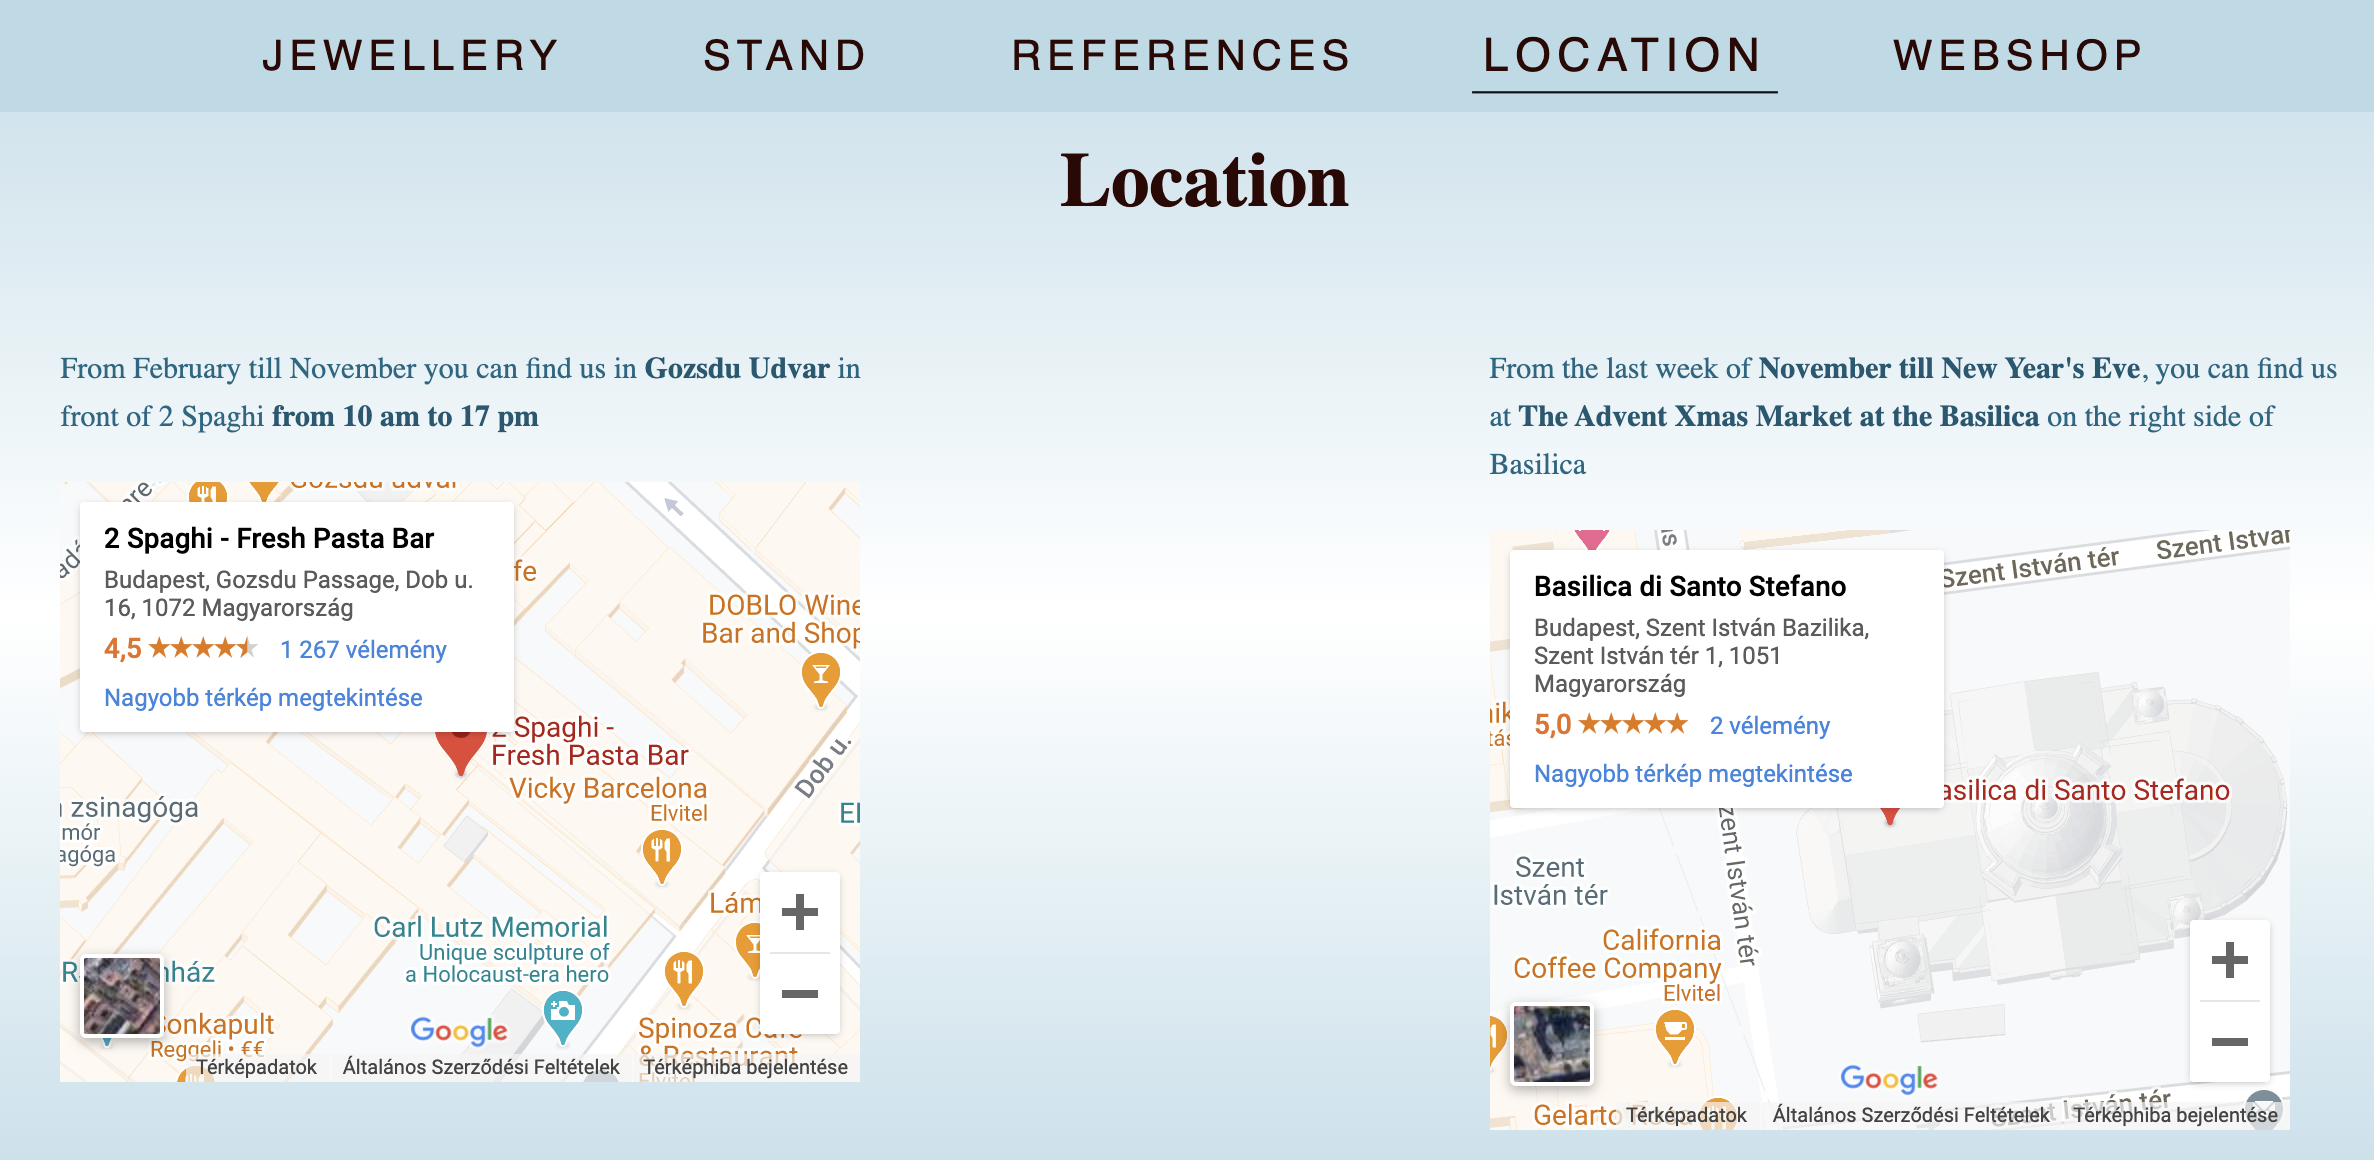 JEWELLERY STAND REFERENCES LOCATION WEBSHOP
Location
From February till November you can find us in Gozsdu Udvar in
front of 2 Spaghi from 10 am to 17 pm
Gozsdu udvar
2 Spaghi - Fresh Pasta Bar
Budapest, Gozsdu Passage, Dob u.
16, 1072 Magyarország
4,5 1 267 vélemény
Nagyobb térkép megtekintése
DOBLO Wine
Bar and Shop
2 Spaghi -
Fresh Pasta Bar
Vicky Barcelona
Elvitel
Dob u.
zsinagóga
Carl Lutz Memorial
Unique sculpture of
a Holocaust-era hero
Spinoza Café
& Restaurant
Elvitel
Reggeli • €€
Google
Térképadatok Általános Szerződési Feltételek Térképhiba bejelentése
From the last week of November till New Year's Eve, you can find us
at The Advent Xmas Market at the Basilica on the right side of
Basilica
Szent István tér
Szent István
Basilica di Santo Stefano
Budapest, Szent István Bazilika,
Szent István tér 1, 1051
Magyarország
5,0 2 vélemény
Nagyobb térkép megtekintése
Basilica di Santo Stefano
Szent
István tér
Szent István tér
California
Coffee Company
Elvitel
Google
Gelarto
Szent István tér
Térképadatok Általános Szerződési Feltételek Térképhiba bejelentése